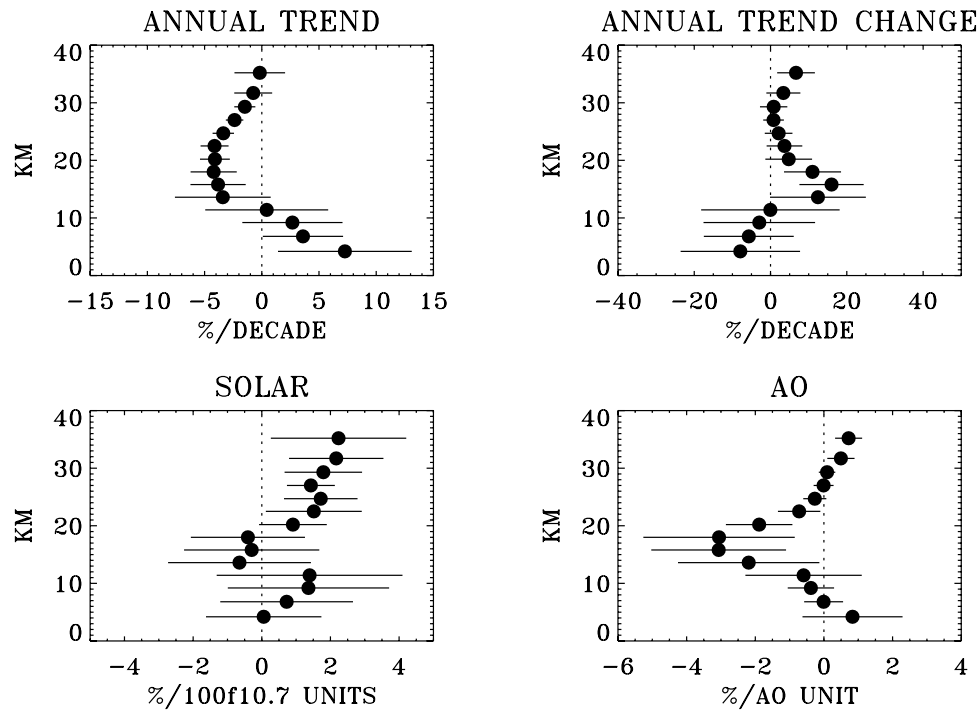 ANNUAL TREND
40
30
20
10
0
KM
-15 -10 -5 0 5 10 15
%/DECADE
ANNUAL TREND CHANGE
40
30
20
10
0
KM
-40 -20 0 20 40
%/DECADE
SOLAR
40
30
20
10
0
KM
-4 -2 0 2 4
%/100f10.7 UNITS
AO
40
30
20
10
0
KM
-6 -4 -2 0 2 4
%/AO UNIT